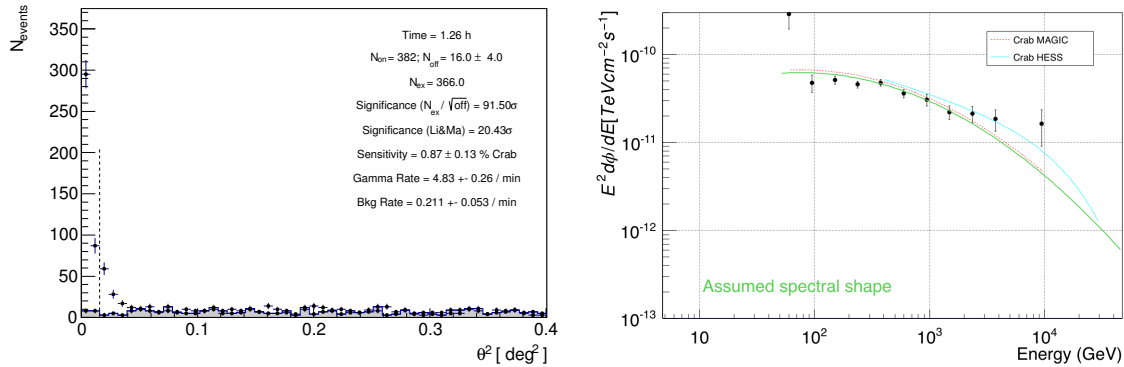 N_events
350
300
250
200
150
100
50
0
Time = 1.26 h
N_on = 382; N_off = 16.0 ± 4.0
N_ex = 366.0
Significance (N_ex / √off) = 91.50σ
Significance (Li&Ma) = 20.43σ
Sensitivity = 0.87 ± 0.13 % Crab
Gamma Rate = 4.83 +- 0.26 / min
Bkg Rate = 0.211 +- 0.053 / min
0 0.1 0.2 0.3 0.4
θ² [ deg² ]
E² dϕ/dE[TeVcm⁻²s⁻¹]
10⁻¹⁰
10⁻¹¹
10⁻¹²
10⁻¹³
Crab MAGIC
Crab HESS
Assumed spectral shape
10 10² 10³ 10⁴
Energy (GeV)